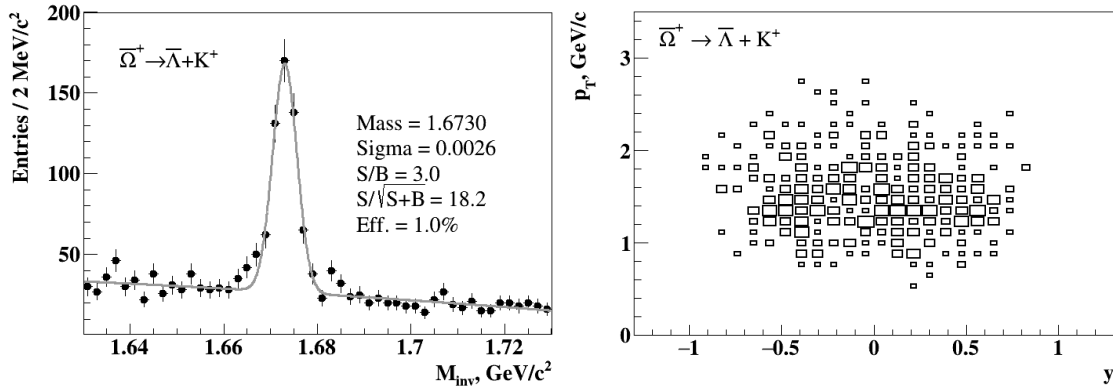 Entries / 2 MeV/c²
200
150
100
50
Ω̅⁺→Λ̅+K⁺
Mass = 1.6730
Sigma = 0.0026
S/B = 3.0
S/√S+B = 18.2
Eff. = 1.0%
1.64
1.66
1.68
1.7
1.72
M_inv, GeV/c²
p_T, GeV/c
3
2
1
0
Ω̅⁺ → Λ̅ + K⁺
−1
−0.5
0
0.5
1
y